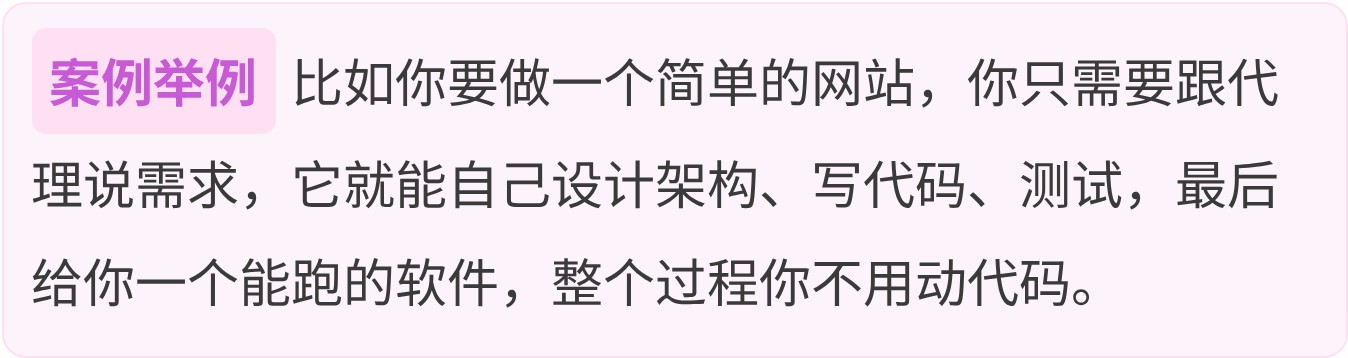 案例举例 比如你要做一个简单的网站，你只需要跟代
理说需求，它就能自己设计架构、写代码、测试，最后
给你一个能跑的软件，整个过程你不用动代码。